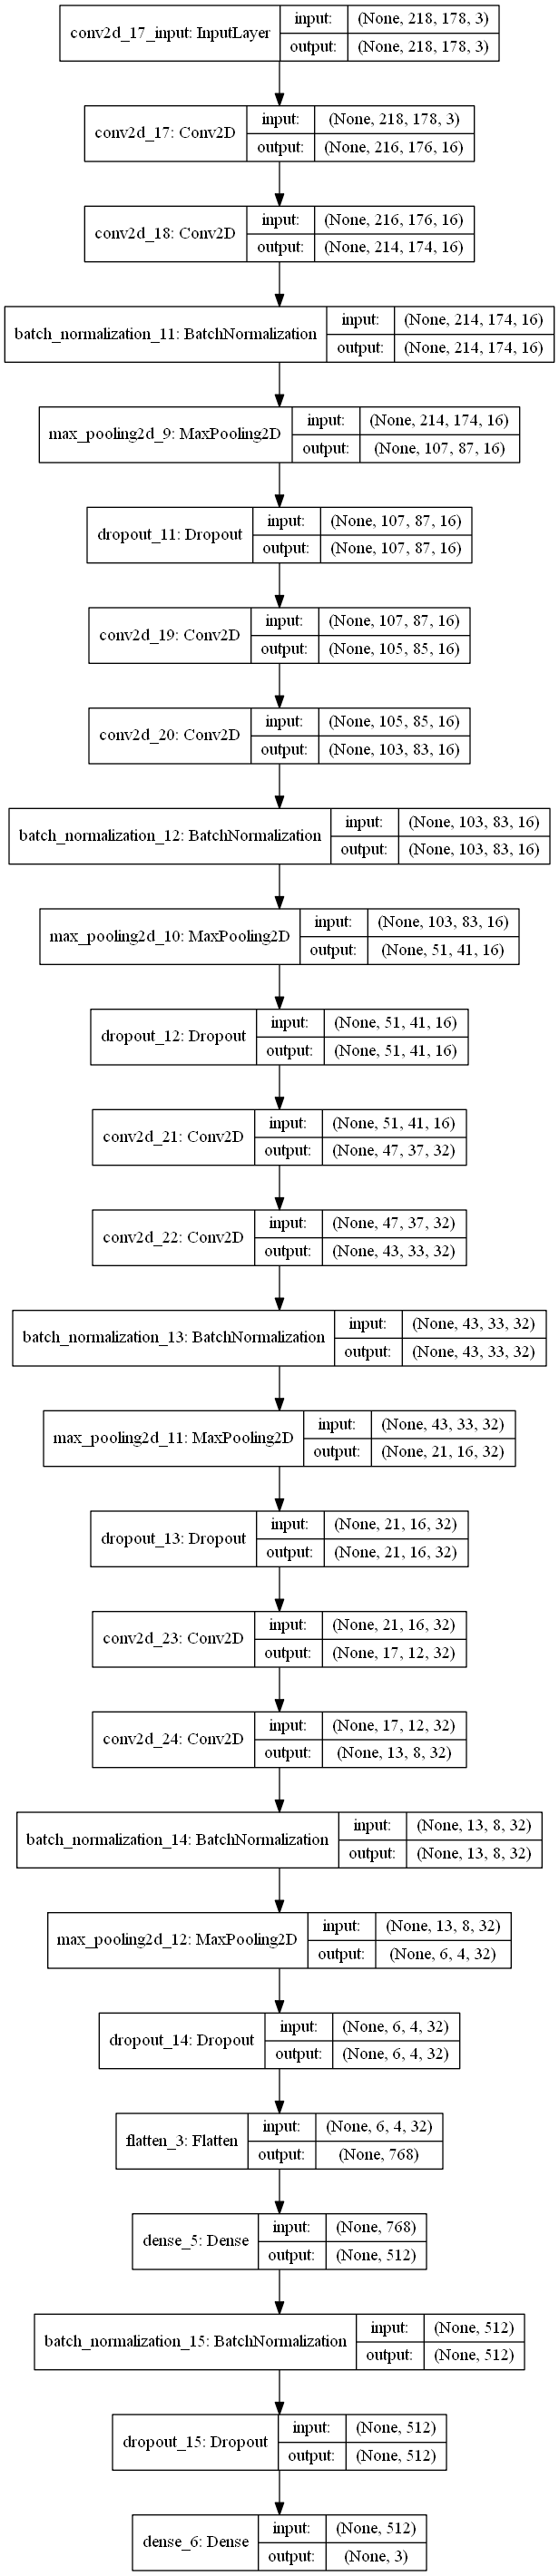 conv2d_17_input: InputLayer
input: (None, 218, 178, 3)
output: (None, 218, 178, 3)
conv2d_17: Conv2D
input: (None, 218, 178, 3)
output: (None, 216, 176, 16)
conv2d_18: Conv2D
input: (None, 216, 176, 16)
output: (None, 214, 174, 16)
batch_normalization_11: BatchNormalization
input: (None, 214, 174, 16)
output: (None, 214, 174, 16)
max_pooling2d_9: MaxPooling2D
input: (None, 214, 174, 16)
output: (None, 107, 87, 16)
dropout_11: Dropout
input: (None, 107, 87, 16)
output: (None, 107, 87, 16)
conv2d_19: Conv2D
input: (None, 107, 87, 16)
output: (None, 105, 85, 16)
conv2d_20: Conv2D
input: (None, 105, 85, 16)
output: (None, 103, 83, 16)
batch_normalization_12: BatchNormalization
input: (None, 103, 83, 16)
output: (None, 103, 83, 16)
max_pooling2d_10: MaxPooling2D
input: (None, 103, 83, 16)
output: (None, 51, 41, 16)
dropout_12: Dropout
input: (None, 51, 41, 16)
output: (None, 51, 41, 16)
conv2d_21: Conv2D
input: (None, 51, 41, 16)
output: (None, 47, 37, 32)
conv2d_22: Conv2D
input: (None, 47, 37, 32)
output: (None, 43, 33, 32)
batch_normalization_13: BatchNormalization
input: (None, 43, 33, 32)
output: (None, 43, 33, 32)
max_pooling2d_11: MaxPooling2D
input: (None, 43, 33, 32)
output: (None, 21, 16, 32)
dropout_13: Dropout
input: (None, 21, 16, 32)
output: (None, 21, 16, 32)
conv2d_23: Conv2D
input: (None, 21, 16, 32)
output: (None, 17, 12, 32)
conv2d_24: Conv2D
input: (None, 17, 12, 32)
output: (None, 13, 8, 32)
batch_normalization_14: BatchNormalization
input: (None, 13, 8, 32)
output: (None, 13, 8, 32)
max_pooling2d_12: MaxPooling2D
input: (None, 13, 8, 32)
output: (None, 6, 4, 32)
dropout_14: Dropout
input: (None, 6, 4, 32)
output: (None, 6, 4, 32)
flatten_3: Flatten
input: (None, 6, 4, 32)
output: (None, 768)
dense_5: Dense
input: (None, 768)
output: (None, 512)
batch_normalization_15: BatchNormalization
input: (None, 512)
output: (None, 512)
dropout_15: Dropout
input: (None, 512)
output: (None, 512)
dense_6: Dense
input: (None, 512)
output: (None, 3)